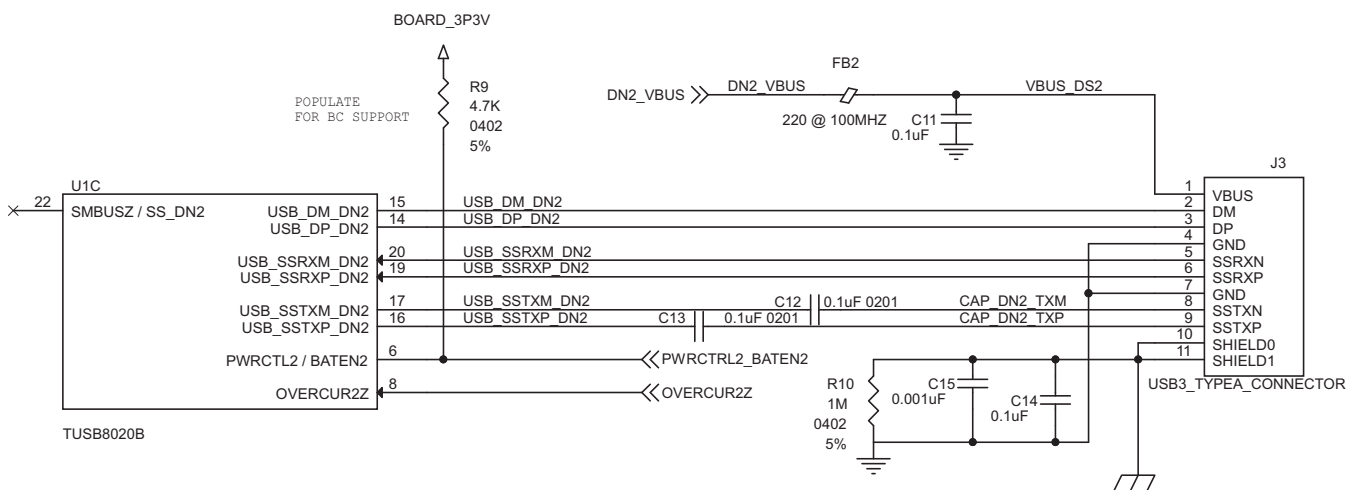 BOARD_3P3V
R9
4.7K
0402
5%
POPULATE
FOR BC SUPPORT
FB2
DN2_VBUS
DN2_VBUS
VBUS_DS2
220 @ 100MHZ
C11
0.1uF
J3
U1C
22
SMBUSZ / SS_DN2
USB_DM_DN2
15
USB_DM_DN2
USB_DP_DN2
14
USB_DP_DN2
USB_SSRXM_DN2
20
USB_SSRXM_DN2
USB_SSRXP_DN2
19
USB_SSRXP_DN2
USB_SSTXM_DN2
17
USB_SSTXM_DN2
C12
0.1uF 0201
CAP_DN2_TXM
USB_SSTXP_DN2
16
USB_SSTXP_DN2
C13
0.1uF 0201
CAP_DN2_TXP
PWRCTL2 / BATEN2
6
PWRCTRL2_BATEN2
OVERCUR2Z
8
OVERCUR2Z
TUSB8020B
1
VBUS
2
DM
3
DP
4
GND
5
SSRXN
6
SSRXP
7
GND
8
SSTXN
9
SSTXP
10
SHIELD0
11
SHIELD1
USB3_TYPEA_CONNECTOR
R10
1M
0402
5%
C15
0.001uF
C14
0.1uF